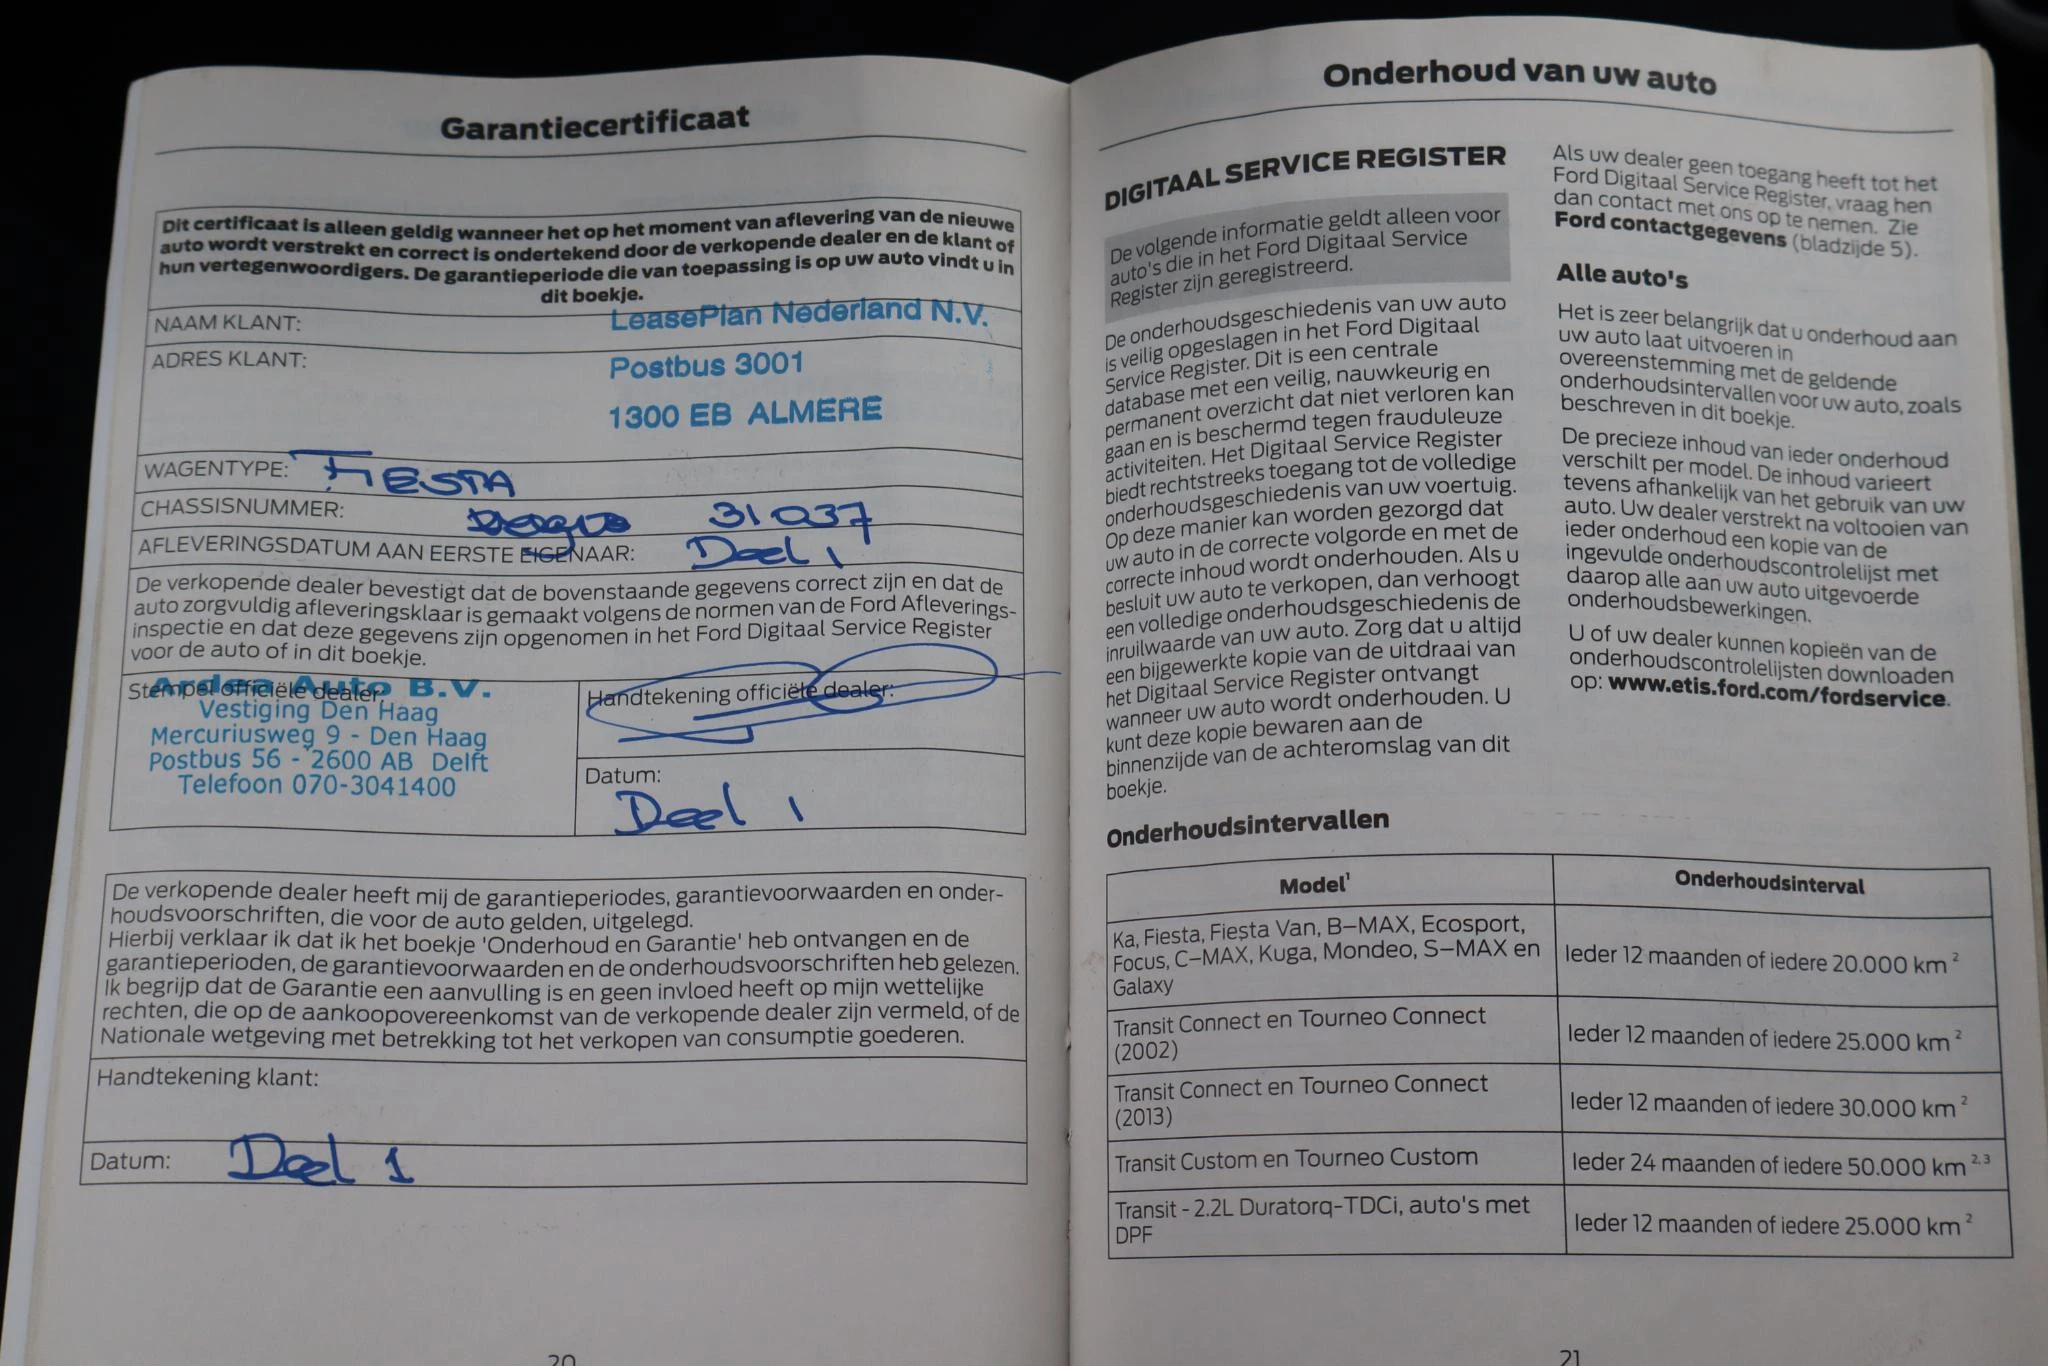 Garantiecertificaat
Dit certificaat is alleen geldig wanneer het op het moment van aflevering van de nieuwe
auto wordt verstrekt en correct is ondertekend door de verkopende dealer en de klant of
hun vertegenwoordigers. De garantieperiode die van toepassing is op uw auto vindt u in
dit boekje.
NAAM KLANT: LeasePlan Nederland N.V.
ADRES KLANT: Postbus 3001
1300 EB ALMERE
WAGENTYPE: FIESTA
CHASSISNUMMER: 31037
AFLEVERINGSDATUM AAN EERSTE EIGENAAR: Deel 1
De verkopende dealer bevestigt dat de bovenstaande gegevens correct zijn en dat de
auto zorgvuldig afleveringsklaar is gemaakt volgens de normen van de Ford Afleverings-
inspectie en dat deze gegevens zijn opgenomen in het Ford Digitaal Service Register
voor de auto of in dit boekje.
Stempel officiële dealer
Ardea Auto B.V.
Vestiging Den Haag
Mercuriusweg 9 - Den Haag
Postbus 56 - 2600 AB Delft
Telefoon 070-3041400
Handtekening officiële dealer:
Datum:
Deel 1
De verkopende dealer heeft mij de garantieperiodes, garantievoorwaarden en onder-
houdsvoorschriften, die voor de auto gelden, uitgelegd.
Hierbij verklaar ik dat ik het boekje 'Onderhoud en Garantie' heb ontvangen en de
garantieperioden, de garantievoorwaarden en de onderhoudsvoorschriften heb gelezen.
Ik begrijp dat de Garantie een aanvulling is en geen invloed heeft op mijn wettelijke
rechten, die op de aankoopovereenkomst van de verkopende dealer zijn vermeld, of de
Nationale wetgeving met betrekking tot het verkopen van consumptie goederen.
Handtekening klant:
Datum: Deel 1
20
Onderhoud van uw auto
DIGITAAL SERVICE REGISTER
De volgende informatie geldt alleen voor
auto's die in het Ford Digitaal Service
Register zijn geregistreerd.
De onderhoudsgeschiedenis van uw auto
is veilig opgeslagen in het Ford Digitaal
Service Register. Dit is een centrale
database met een veilig, nauwkeurig en
permanent overzicht dat niet verloren kan
gaan en is beschermd tegen frauduleuze
activiteiten. Het Digitaal Service Register
biedt rechtstreeks toegang tot de volledige
onderhoudsgeschiedenis van uw voertuig.
Op deze manier kan worden gezorgd dat
uw auto in de correcte volgorde en met de
correcte inhoud wordt onderhouden. Als u
besluit uw auto te verkopen, dan verhoogt
een volledige onderhoudsgeschiedenis de
inruilwaarde van uw auto. Zorg dat u altijd
een bijgewerkte kopie van de uitdraai van
het Digitaal Service Register ontvangt
wanneer uw auto wordt onderhouden. U
kunt deze kopie bewaren aan de
binnenzijde van de achteromslag van dit
boekje.
Als uw dealer geen toegang heeft tot het
Ford Digitaal Service Register, vraag hen
dan contact met ons op te nemen. Zie
Ford contactgegevens (bladzijde 5).
Alle auto's
Het is zeer belangrijk dat u onderhoud aan
uw auto laat uitvoeren in
overeenstemming met de geldende
onderhoudsintervallen voor uw auto, zoals
beschreven in dit boekje.
De precieze inhoud van ieder onderhoud
verschilt per model. De inhoud varieert
tevens afhankelijk van het gebruik van uw
auto. Uw dealer verstrekt na voltooien van
ieder onderhoud een kopie van de
ingevulde onderhoudscontrolelijst met
daarop alle aan uw auto uitgevoerde
onderhoudsbewerkingen.
U of uw dealer kunnen kopieën van de
onderhoudscontrolelijsten downloaden
op: www.etis.ford.com/fordservice.
Onderhoudsintervallen
Model¹ Onderhoudsinterval
Ka, Fiesta, Fiesta Van, B-MAX, Ecosport,
Focus, C-MAX, Kuga, Mondeo, S-MAX en
Galaxy
Ieder 12 maanden of iedere 20.000 km ²
Transit Connect en Tourneo Connect
(2002)
Ieder 12 maanden of iedere 25.000 km ²
Transit Connect en Tourneo Connect
(2013)
Ieder 12 maanden of iedere 30.000 km ²
Transit Custom en Tourneo Custom
Ieder 24 maanden of iedere 50.000 km ²,³
Transit - 2.2L Duratorq-TDCi, auto's met
DPF
Ieder 12 maanden of iedere 25.000 km ²
21